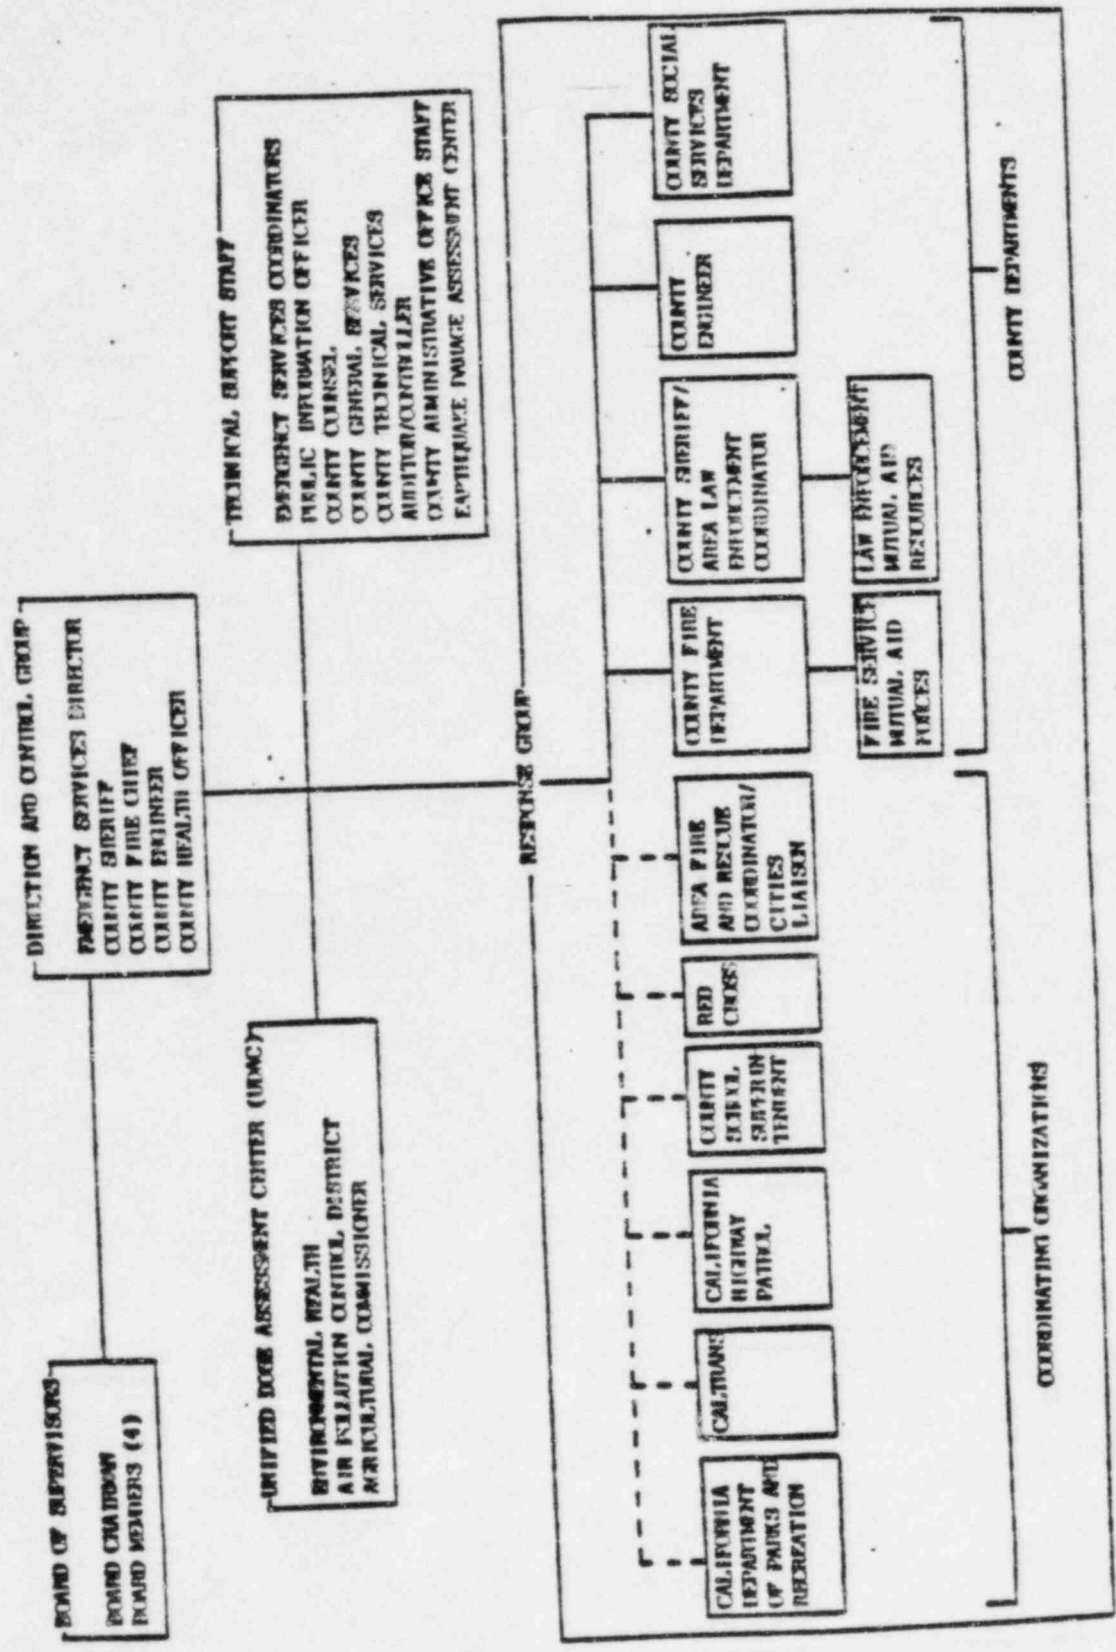 BOARD OF SUPERVISORS
BOARD CHAIRMAN
BOARD MEMBERS (4)
DIRECTION AND CONTROL GROUP
EMERGENCY SERVICES DIRECTOR
COUNTY SHERIFF
COUNTY FIRE CHIEF
COUNTY ENGINEER
COUNTY HEALTH OFFICER
UNIFIED DOSE ASSESSMENT CENTER (UDAC)
ENVIRONMENTAL HEALTH
AIR POLLUTION CONTROL DISTRICT
AGRICULTURAL COMMISSIONER
TECHNICAL SUPPORT STAFF
EMERGENCY SERVICES COORDINATORS
PUBLIC INFORMATION OFFICER
COUNTY COUNSEL
COUNTY GENERAL SERVICES
COUNTY TECHNICAL SERVICES
AUDITOR/CONTROLLER
COUNTY ADMINISTRATIVE OFFICE STAFF
EARTHQUAKE DAMAGE ASSESSMENT CENTER
RESPONSE GROUP
CALIFORNIA
DEPARTMENT
OF PARKS AND
RECREATION
CALTRANS
CALIFORNIA
HIGHWAY
PATROL
COUNTY
SCHOOL
SUPERIN
TENDENT
RED
CROSS
AREA FIRE
AND RESCUE
COORDINATOR/
CITIES
LIAISON
COUNTY FIRE
DEPARTMENT
COUNTY SHERIFF/
AREA LAW
ENFORCEMENT
COORDINATOR
COUNTY
ENGINEER
COUNTY SOCIAL
SERVICES
DEPARTMENT
FIRE SERVICE
MUTUAL AID
FORCES
LAW ENFORCEMENT
MUTUAL AID
RESOURCES
COORDINATING ORGANIZATIONS
COUNTY DEPARTMENTS